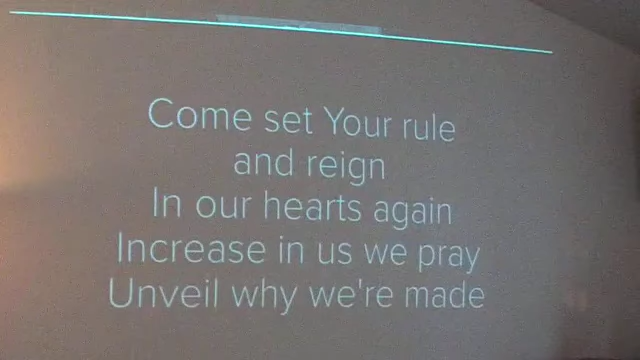 Come set Your rule
and reign
In our hearts again
Increase in us we pray
Unveil why we're made